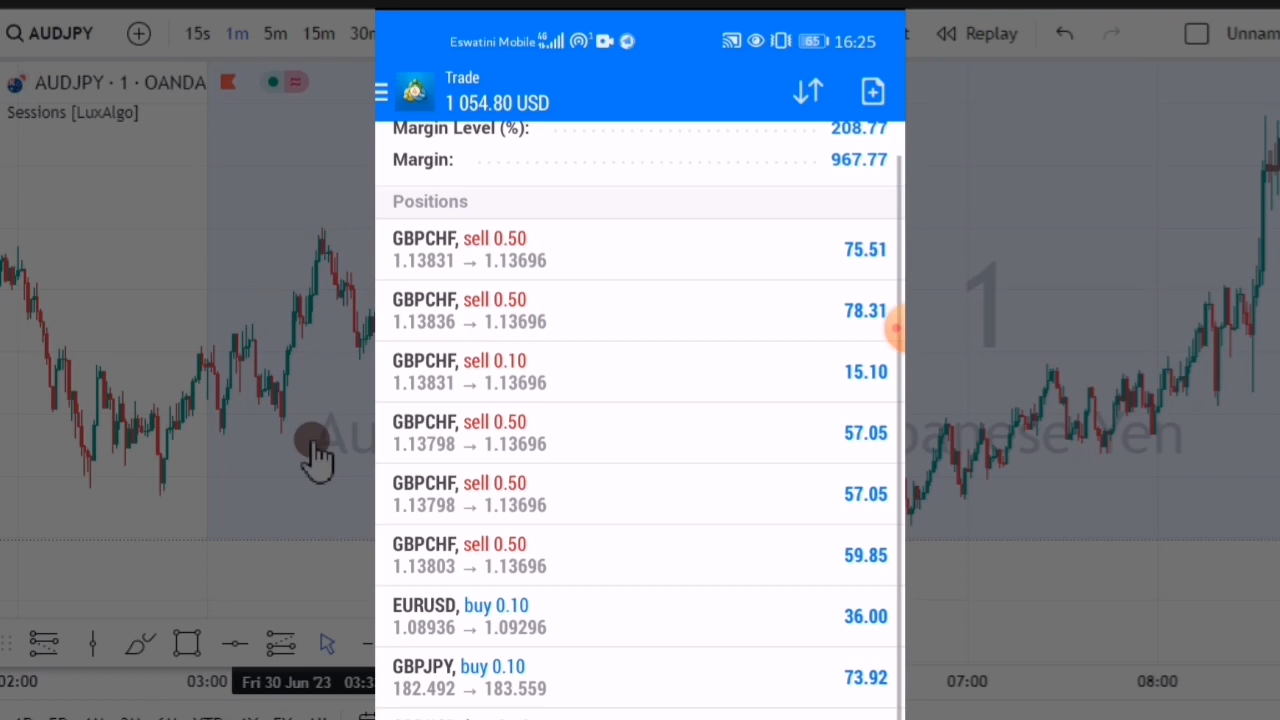 AUDJPY
15s 1m 5m 15m 30m
Replay
Unnam
AUDJPY · 1 · OANDA
Sessions [LuxAlgo]
Eswatini Mobile 4G
65 16:25
Trade
1 054.80 USD
Margin Level (%): 208.77
Margin: 967.77
Positions
GBPCHF, sell 0.50
1.13831 → 1.13696
75.51
GBPCHF, sell 0.50
1.13836 → 1.13696
78.31
GBPCHF, sell 0.10
1.13831 → 1.13696
15.10
GBPCHF, sell 0.50
1.13798 → 1.13696
57.05
GBPCHF, sell 0.50
1.13798 → 1.13696
57.05
GBPCHF, sell 0.50
1.13803 → 1.13696
59.85
EURUSD, buy 0.10
1.08936 → 1.09296
36.00
GBPJPY, buy 0.10
182.492 → 183.559
73.92
1
Au
panese Yen
02:00 03:00 Fri 30 Jun '23 03:3 07:00 08:00